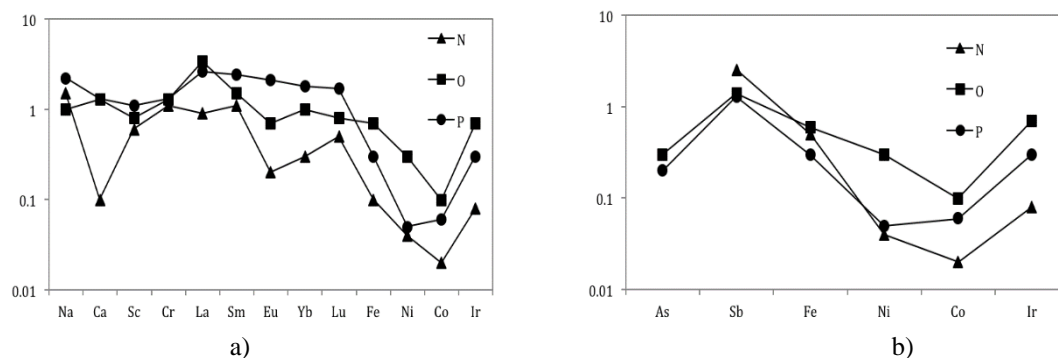 10
1
0.1
0.01
N
O
P
Na Ca Sc Cr La Sm Eu Yb Lu Fe Ni Co Ir
a)
10
1
0.1
0.01
N
O
P
As Sb Fe Ni Co Ir
b)